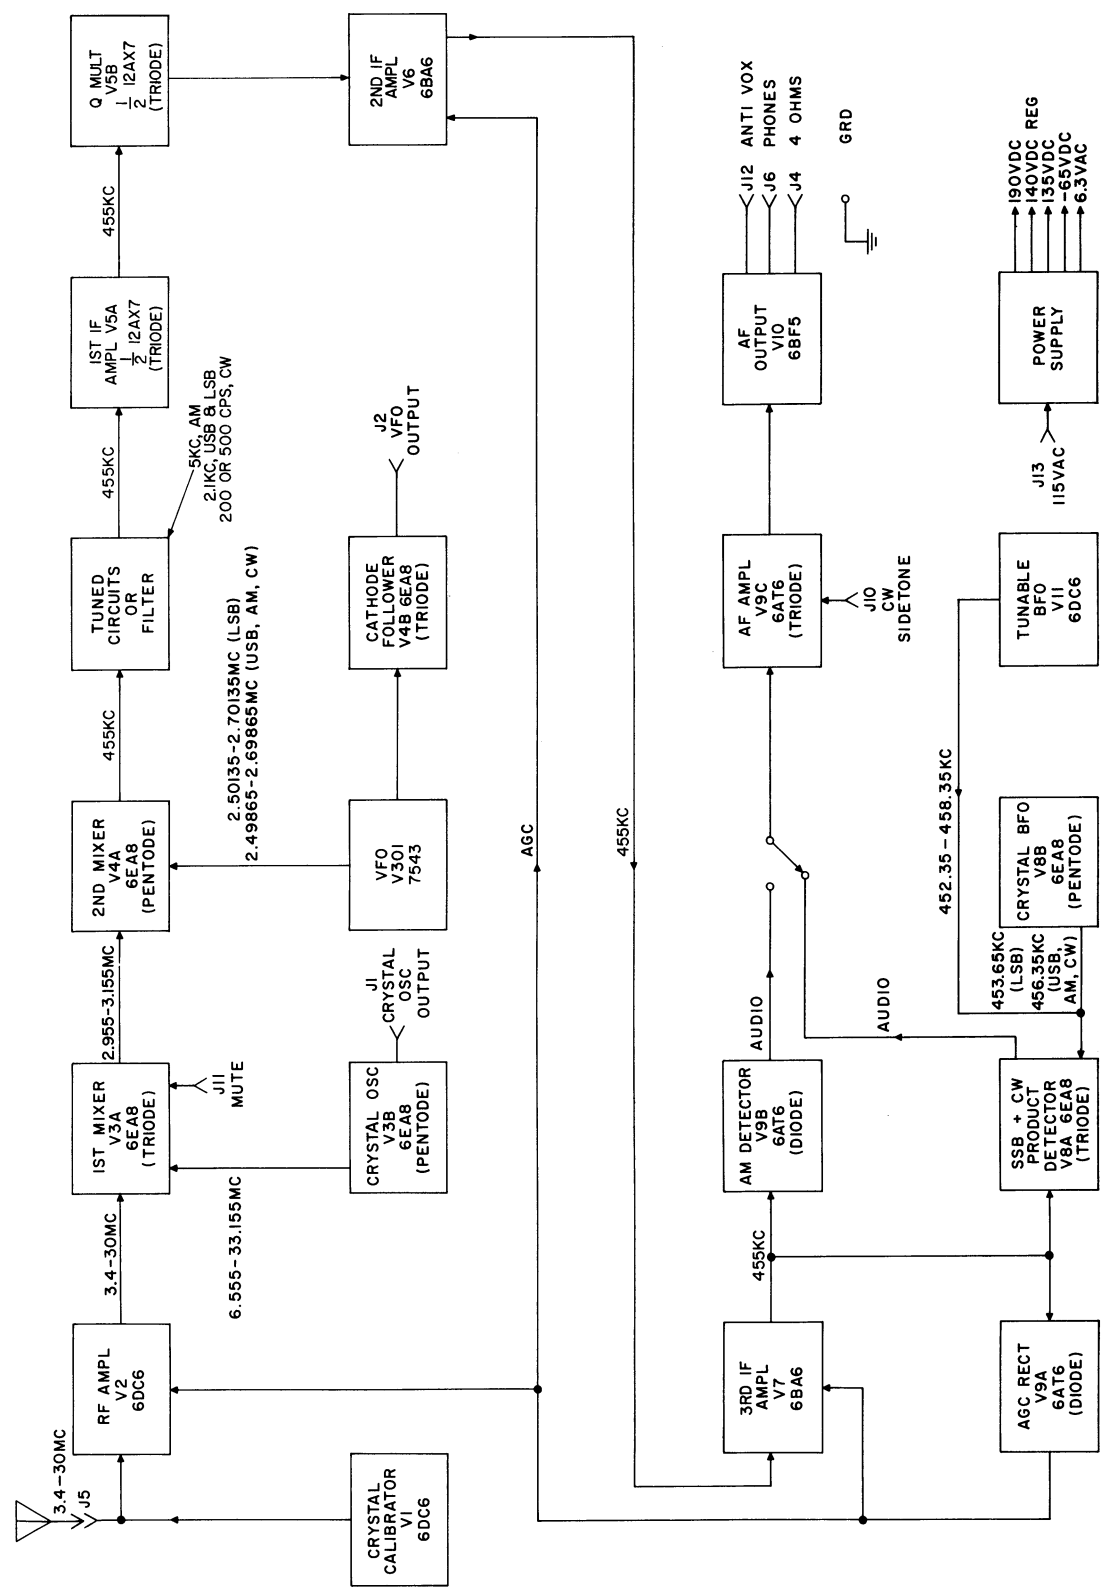 3.4-30MC
J5
CRYSTAL
CALIBRATOR
V1
6DC6
RF AMPL
V2
6DC6
3.4-30MC
6.555-33.155MC
1ST MIXER
V3A
6EA8
(TRIODE)
J11
MUTE
CRYSTAL OSC
V3B
6EA8
(PENTODE)
J1
CRYSTAL
OSC
OUTPUT
2.955-3.155MC
2ND MIXER
V4A
6EA8
(PENTODE)
2.50135-2.70135MC (LSB)
2.49865-2.69865MC (USB, AM, CW)
VFO
V301
7543
455KC
TUNED
CIRCUITS
OR
FILTER
5KC, AM
2.1KC, USB & LSB
200 OR 500 CPS, CW
CATHODE
FOLLOWER
V4B 6EA8
(TRIODE)
J2
VFO
OUTPUT
455KC
1ST IF
AMPL V5A
1/2 12AX7
(TRIODE)
455KC
Q MULT
V5B
1/2 12AX7
(TRIODE)
2ND IF
AMPL
V6
6BA6
AGC
455KC
3RD IF
AMPL
V7
6BA6
AGC RECT
V9A
6AT6
(DIODE)
455KC
AM DETECTOR
V9B
6AT6
(DIODE)
AUDIO
SSB + CW
PRODUCT
DETECTOR
V8A 6EA8
(TRIODE)
AUDIO
453.65KC
(LSB)
456.35KC
(USB,
AM, CW)
CRYSTAL BFO
V8B
6EA8
(PENTODE)
452.35-458.35KC
TUNABLE
BFO
V11
6DC6
AF AMPL
V9C
6AT6
(TRIODE)
J10
CW
SIDETONE
AF
OUTPUT
V10
6BF5
J12 ANTI VOX
J6 PHONES
J4 4 OHMS
GRD
J13
115VAC
POWER
SUPPLY
190VDC
140VDC REG
135VDC
-65VDC
6.3VAC